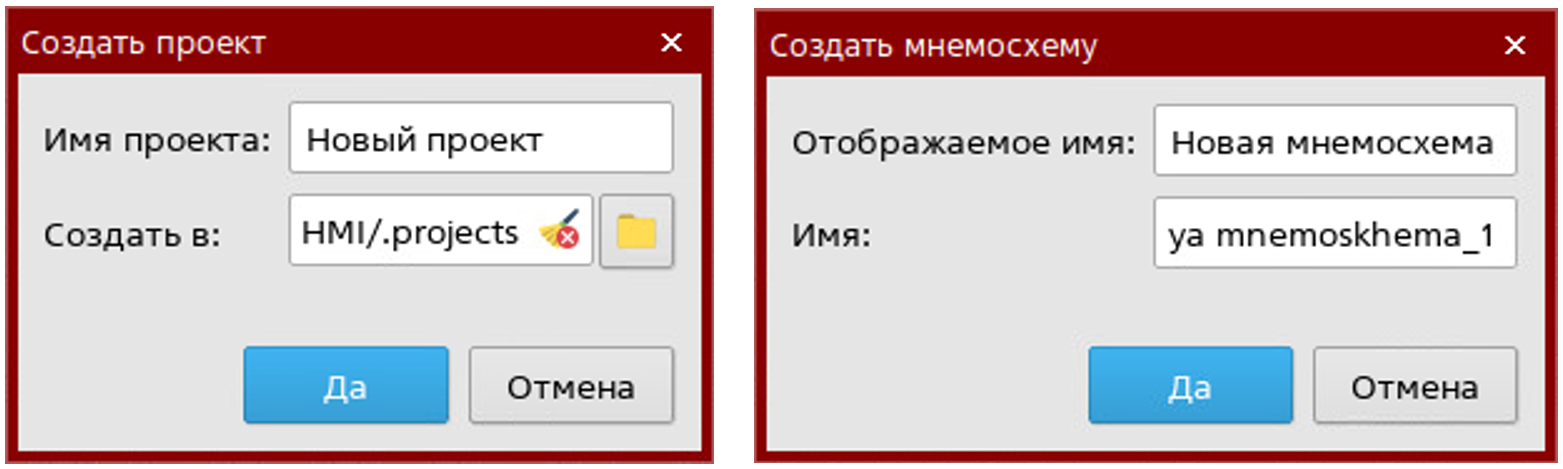 Создать проект
Имя проекта: Новый проект
Создать в: HMI/.projects
Да Отмена
Создать мнемосхему
Отображаемое имя: Новая мнемосхема
Имя: ya mnemoskhema_1
Да Отмена